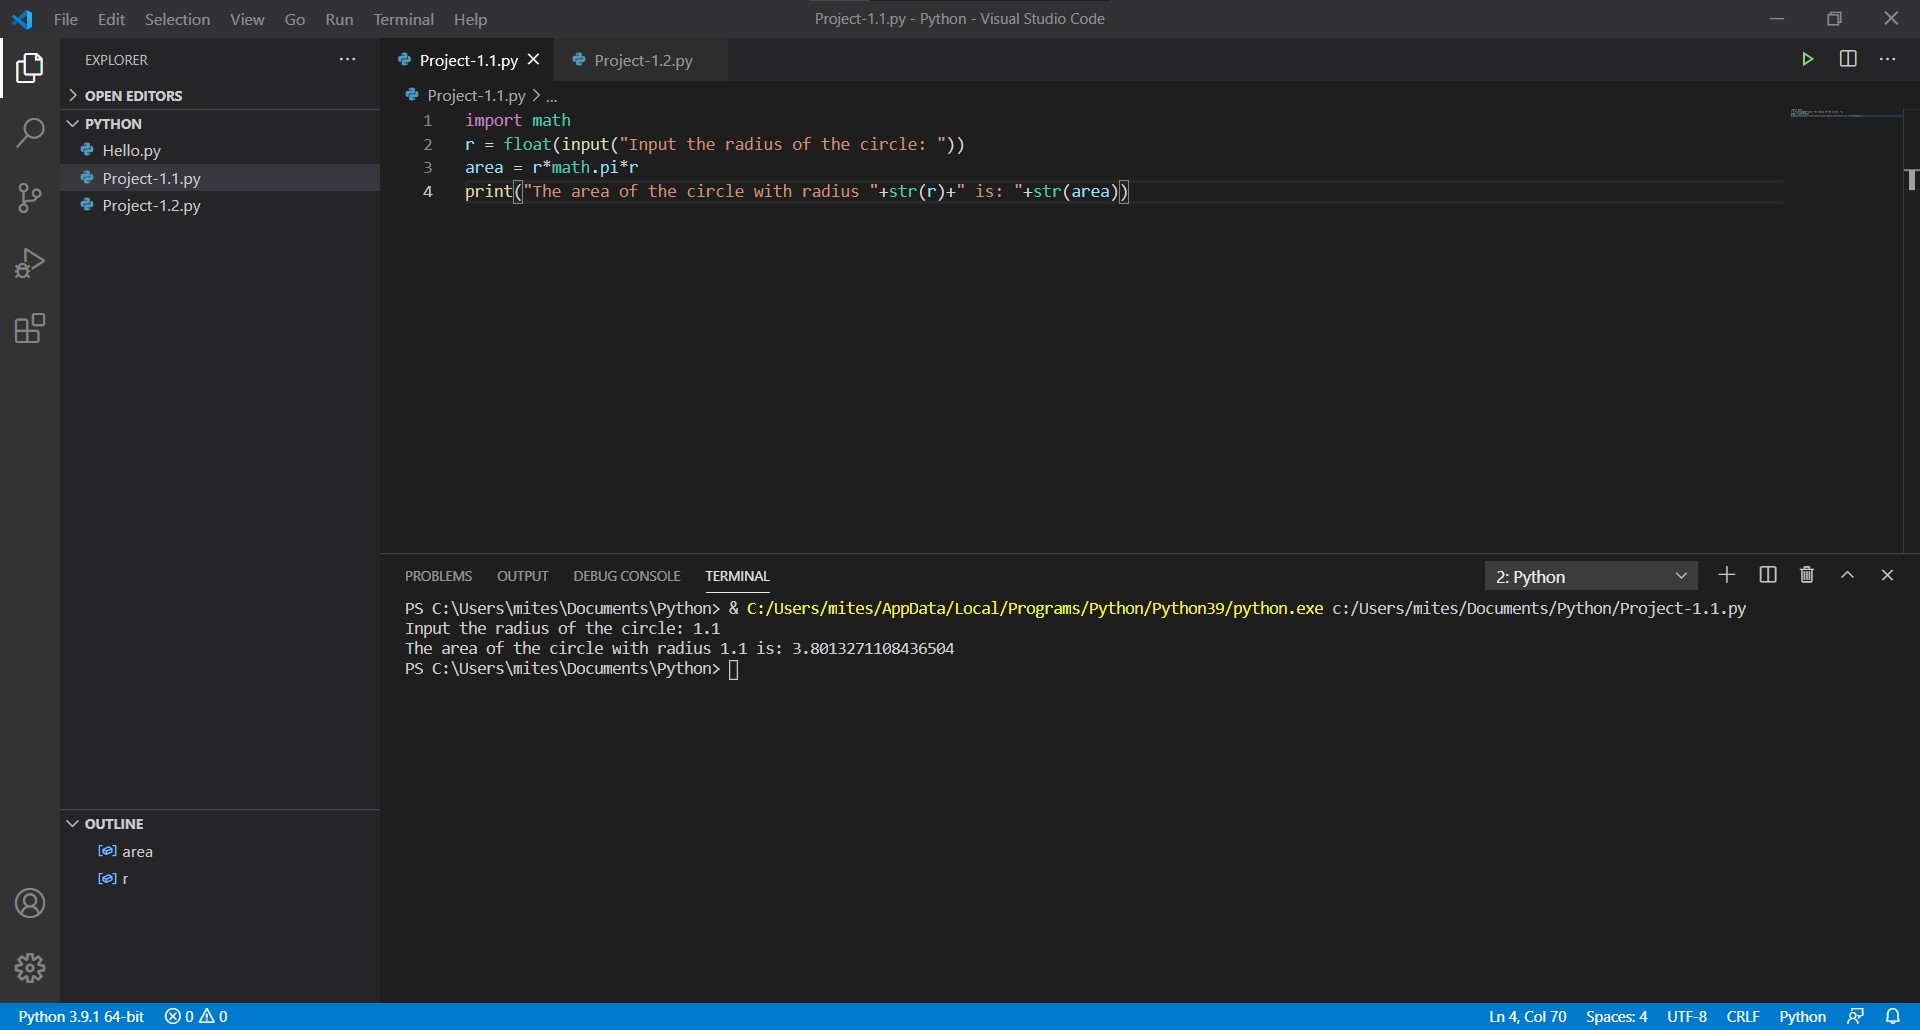 File Edit Selection View Go Run Terminal Help Project-1.1.py - Python - Visual Studio Code
EXPLORER
OPEN EDITORS
PYTHON
Hello.py
Project-1.1.py
Project-1.2.py
Project-1.1.py Project-1.2.py
Project-1.1.py > ...
1 import math
2 r = float(input("Input the radius of the circle: "))
3 area = r*math.pi*r
4 print("The area of the circle with radius "+str(r)+" is: "+str(area))
PROBLEMS OUTPUT DEBUG CONSOLE TERMINAL 2: Python
PS C:\Users\mites\Documents\Python> & C:/Users/mites/AppData/Local/Programs/Python/Python39/python.exe c:/Users/mites/Documents/Python/Project-1.1.py
Input the radius of the circle: 1.1
The area of the circle with radius 1.1 is: 3.8013271108436504
PS C:\Users\mites\Documents\Python>
OUTLINE
area
r
Python 3.9.1 64-bit 0 0 Ln 4, Col 70 Spaces: 4 UTF-8 CRLF Python